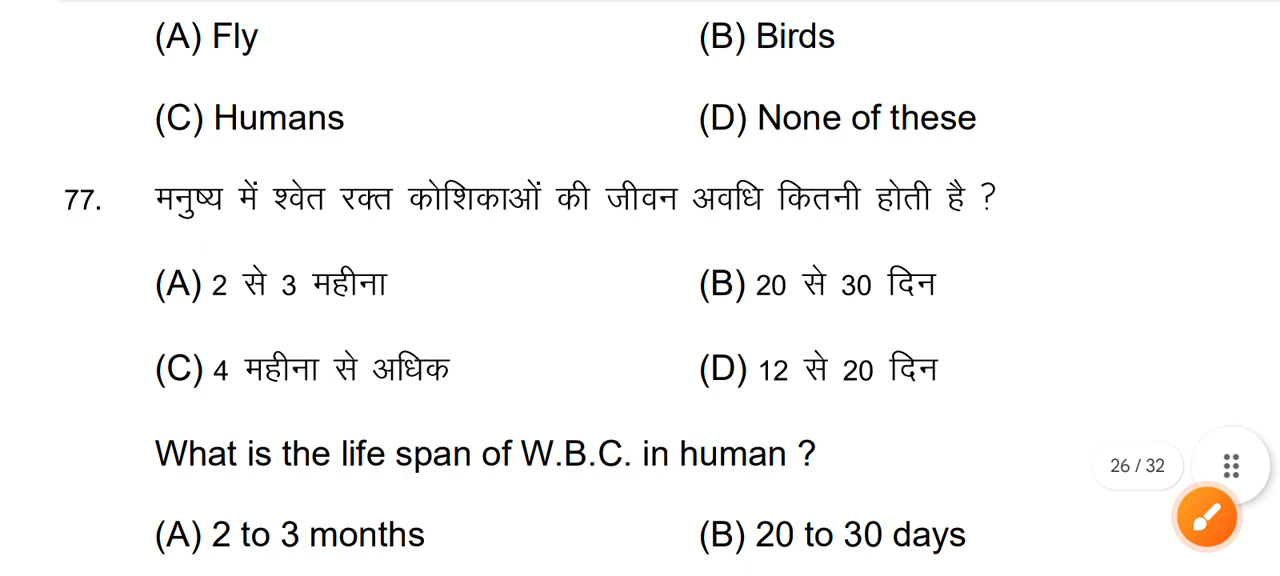 (A) Fly (B) Birds
(C) Humans (D) None of these
77. मनुष्य में श्वेत रक्त कोशिकाओं की जीवन अवधि कितनी होती है ?
(A) 2 से 3 महीना (B) 20 से 30 दिन
(C) 4 महीना से अधिक (D) 12 से 20 दिन
What is the life span of W.B.C. in human ?
26 / 32
(A) 2 to 3 months (B) 20 to 30 days